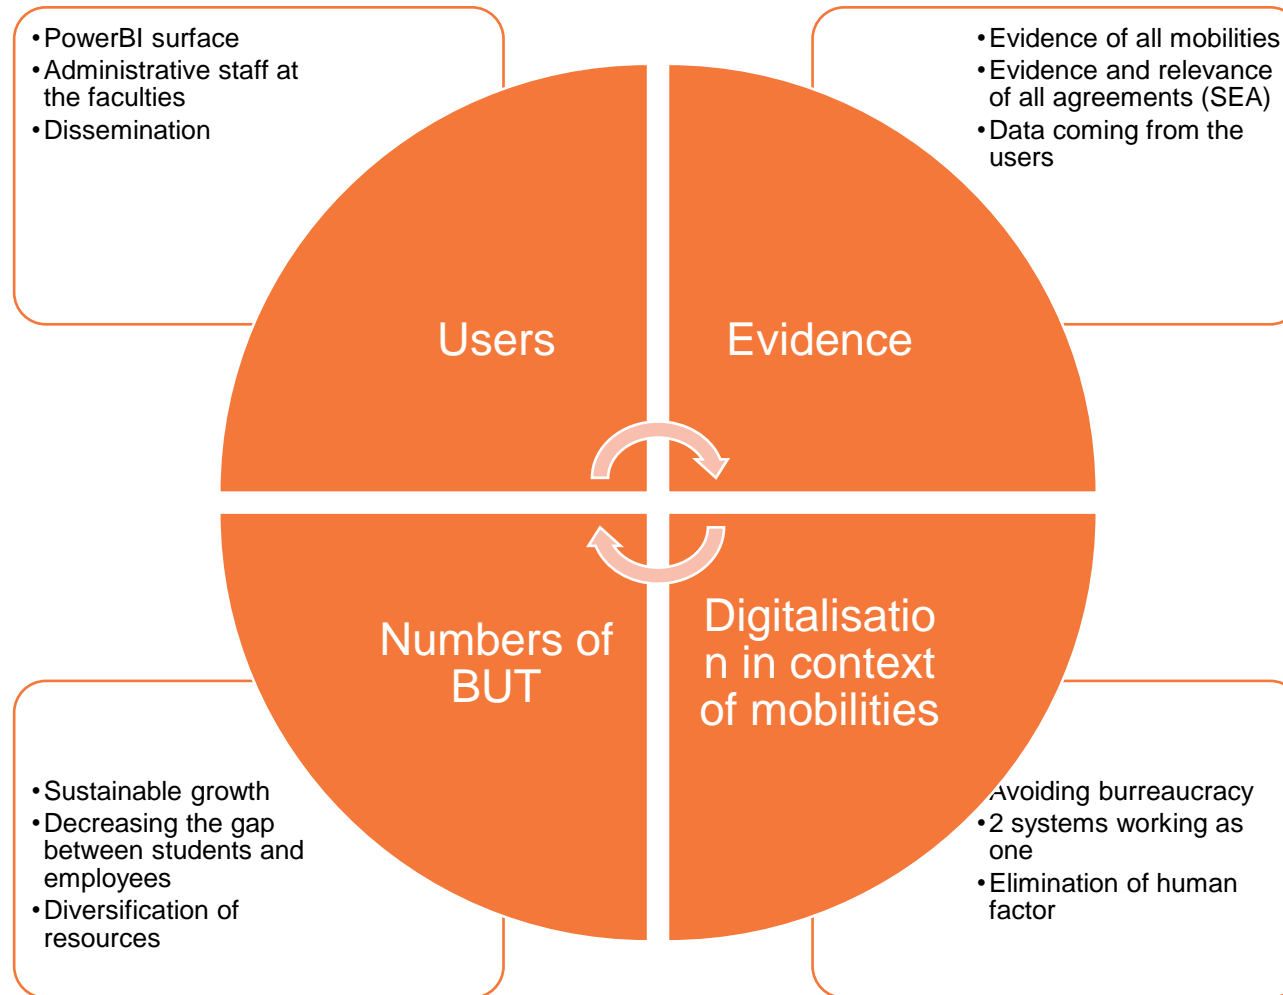 •PowerBI surface
•Administrative staff at
the faculties
•Dissemination
•Evidence of all mobilities
•Evidence and relevance
of all agreements (SEA)
•Data coming from the
users
Users
Evidence
Numbers of
BUT
Digitalisatio
n in context
of mobilities
•Sustainable growth
•Decreasing the gap
between students and
employees
•Diversification of
resources
Avoiding burreaucracy
•2 systems working as
one
•Elimination of human
factor